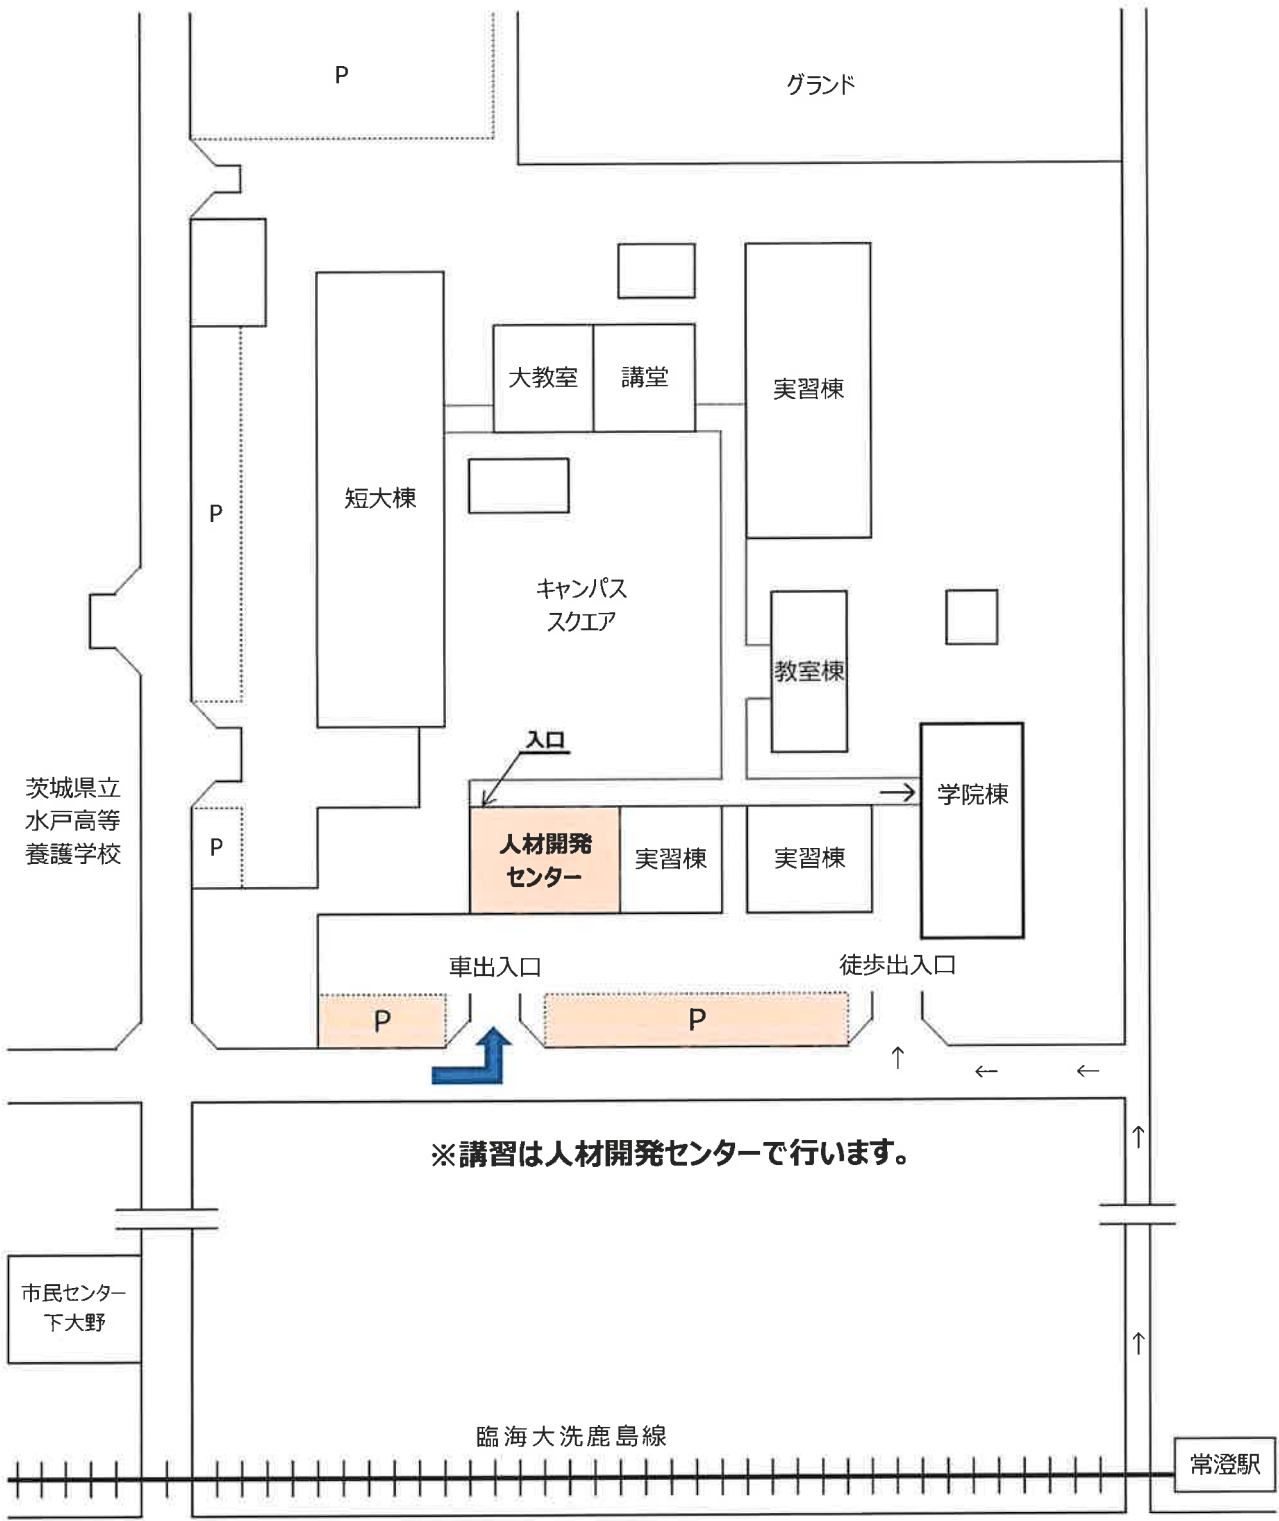 P
グランド
大教室
講堂
実習棟
短大棟
P
キャンパス
スクエア
教室棟
入口
茨城県立
水戸高等
養護学校
P
人材開発
センター
実習棟
実習棟
学院棟
車出入口
徒歩出入口
P
P
※講習は人材開発センターで行います。
市民センター
下大野
臨海大洗鹿島線
常澄駅